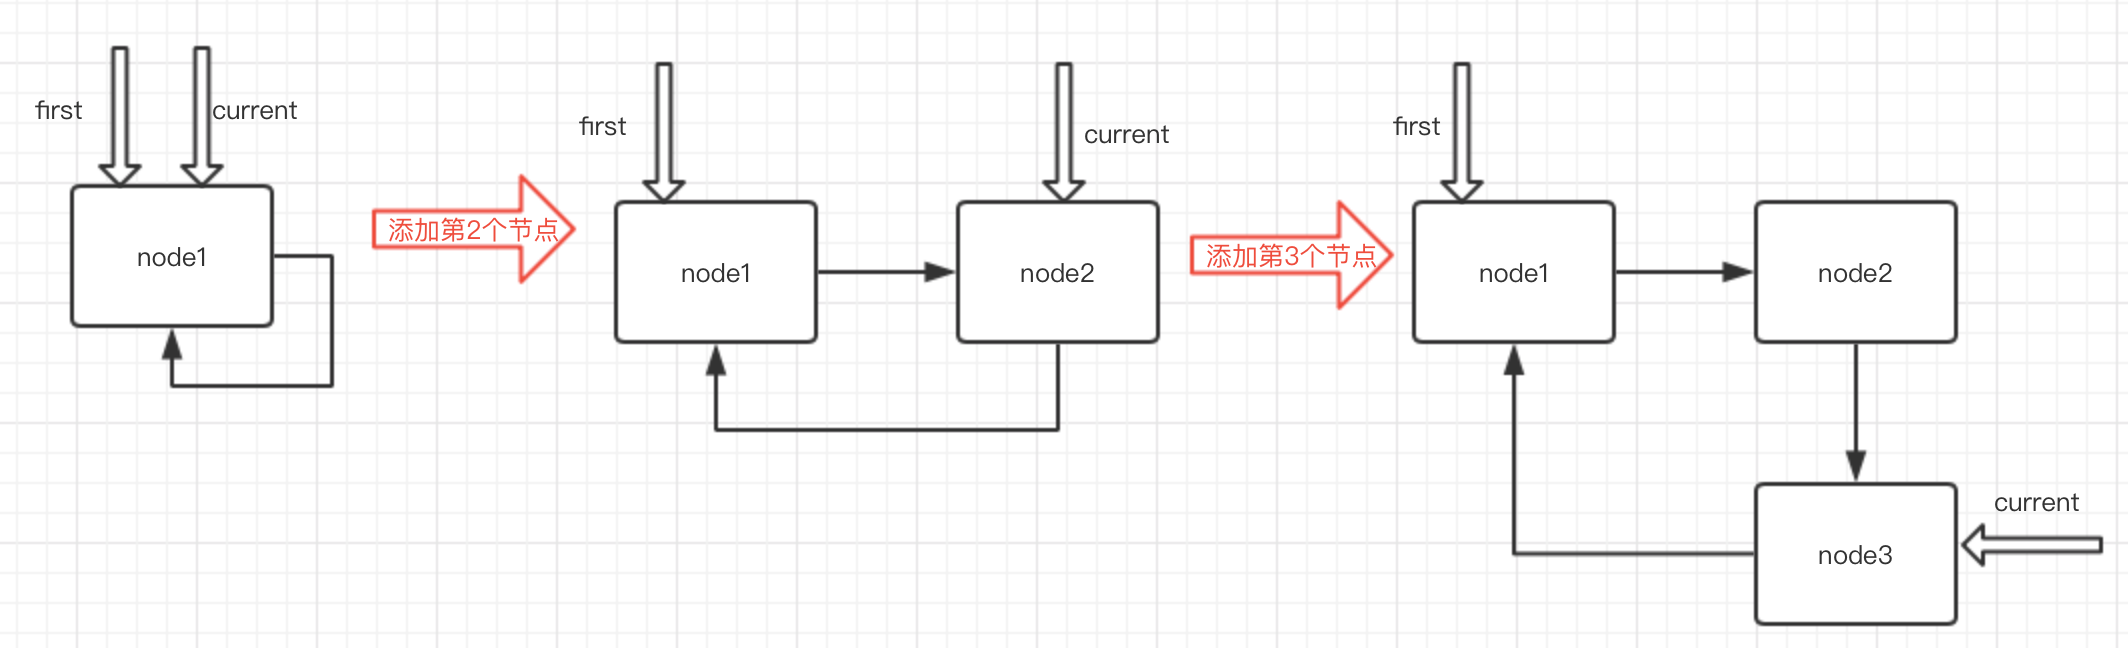 first
current
node1
添加第2个节点
first
current
node1
node2
添加第3个节点
first
node1
node2
current
node3